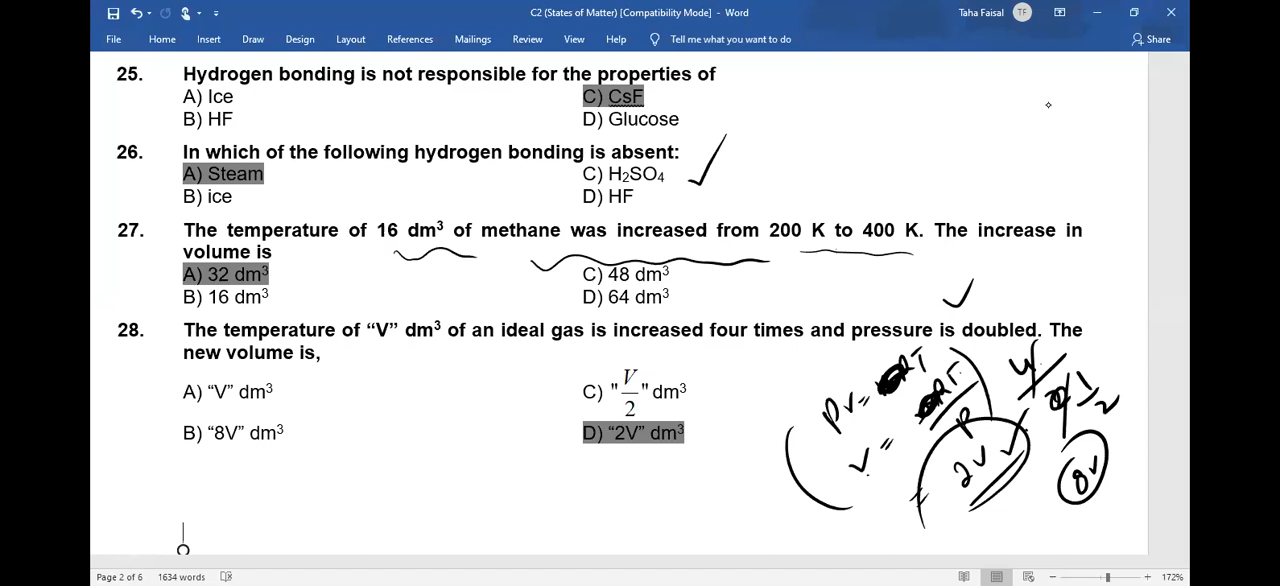 C2 (States of Matter) [Compatibility Mode] - Word
Taha Faisal TF
File Home Insert Draw Design Layout References Mailings Review View Help Tell me what you want to do Share
25. Hydrogen bonding is not responsible for the properties of
A) Ice C) CsF
B) HF D) Glucose
26. In which of the following hydrogen bonding is absent:
A) Steam C) H₂SO₄
B) ice D) HF
27. The temperature of 16 dm³ of methane was increased from 200 K to 400 K. The increase in
volume is
A) 32 dm³ C) 48 dm³
B) 16 dm³ D) 64 dm³
28. The temperature of “V” dm³ of an ideal gas is increased four times and pressure is doubled. The
new volume is,
A) “V” dm³ C) "V/2" dm³
B) “8V” dm³ D) “2V” dm³
PV = RT
V = RT/P
= 2V
8V
Page 2 of 6 1634 words 172%